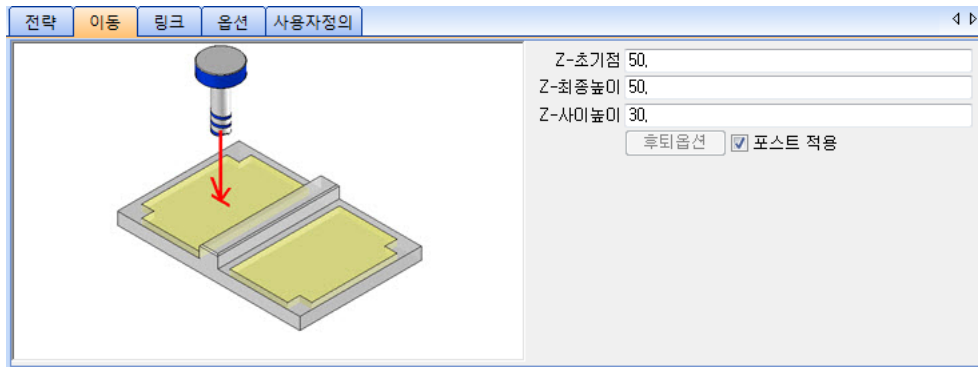 전략 이동 링크 옵션 사용자정의
Z-초기점 50,
Z-최종높이 50,
Z-사이높이 30,
후퇴옵션 포스트 적용